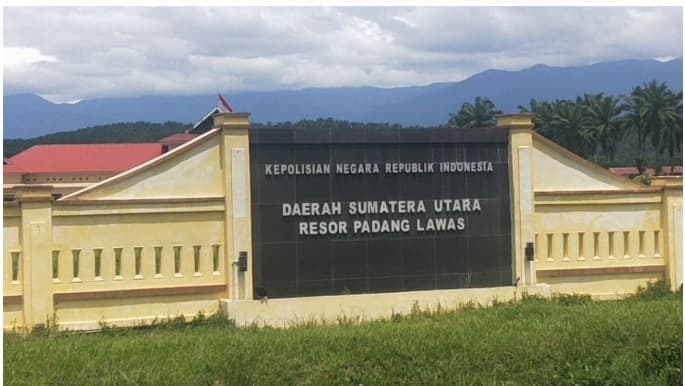 KEPOLISIAN NEGARA REPUBLIK INDONESIA
DAERAH SUMATERA UTARA
RESOR PADANG LAWAS